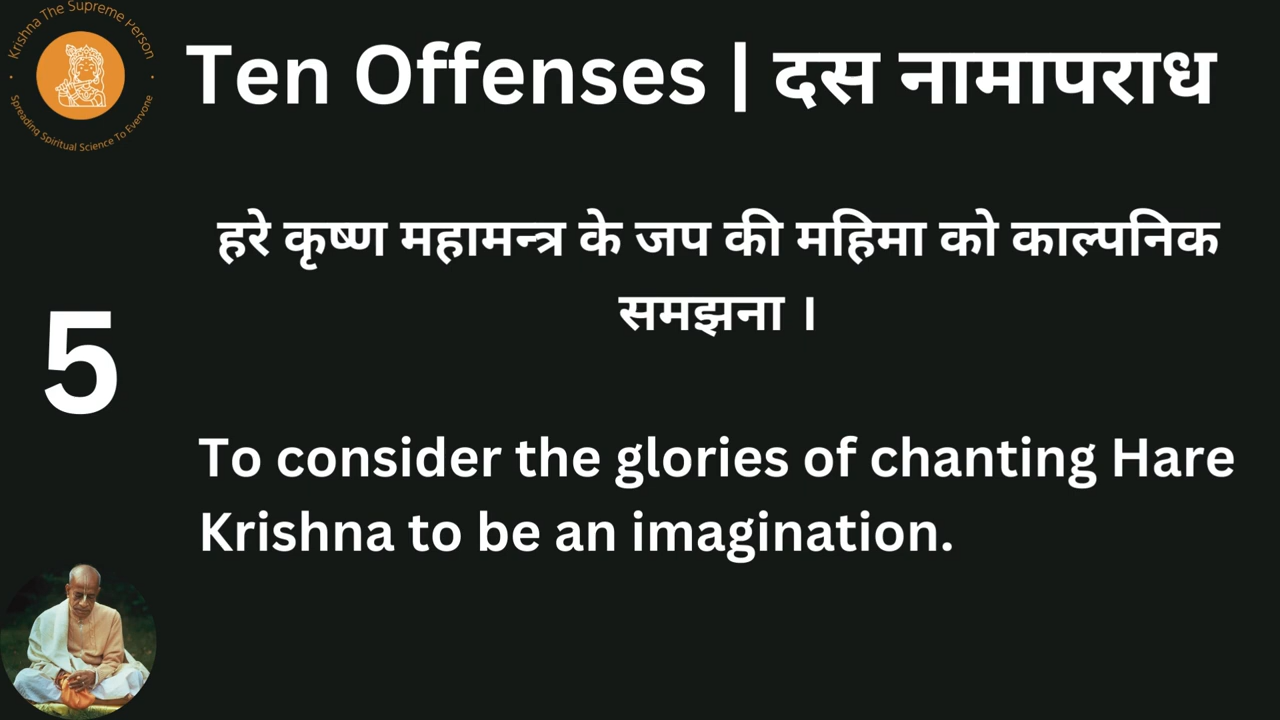 Krishna The Supreme Person
Spreading Spiritual Science To Everyone
Ten Offenses | दस नामापराध
हरे कृष्ण महामन्त्र के जप की महिमा को काल्पनिक
समझना ।
5
To consider the glories of chanting Hare
Krishna to be an imagination.